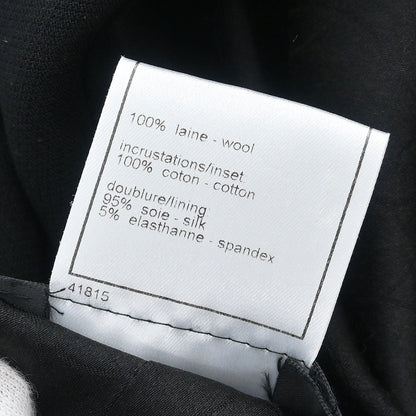 100% laine - wool
incrustations/inset
100% coton - cotton
doublure/lining
95% soie - silk
5% elasthanne - spandex
41815